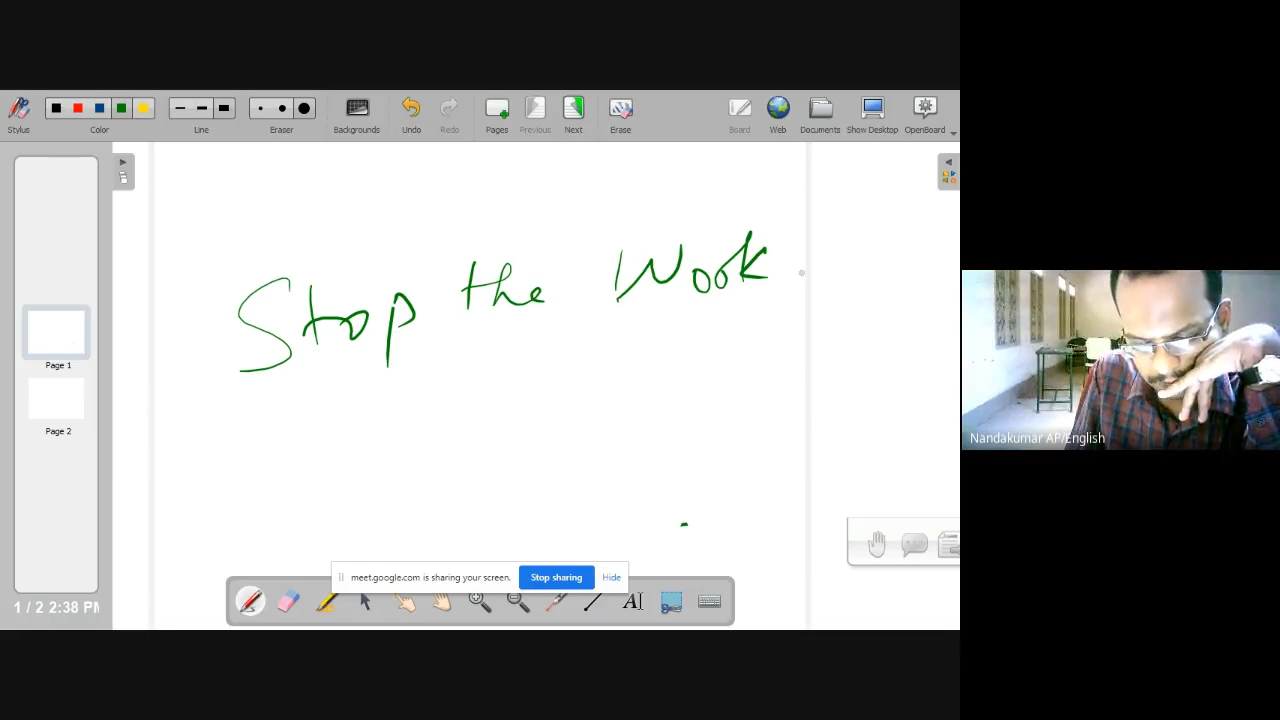 Stylus
Color
Line
Eraser
Backgrounds
Undo
Redo
Pages
Previous
Next
Erase
Board
Web
Documents
Show Desktop
OpenBoard
Stop the Wook
Page 1
Page 2
Nandakumar AP/English
meet.google.com is sharing your screen.
Stop sharing
Hide
1 / 2 2:38 PM